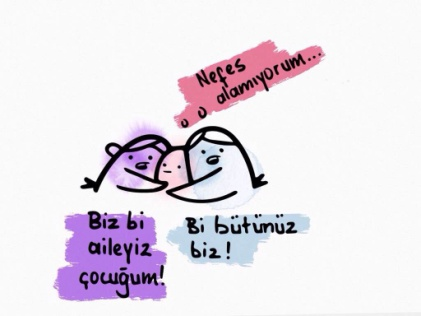 Nefes
alamıyorum...
Biz bi
aileyiz
çocuğum!
Bi bütünüz
biz!